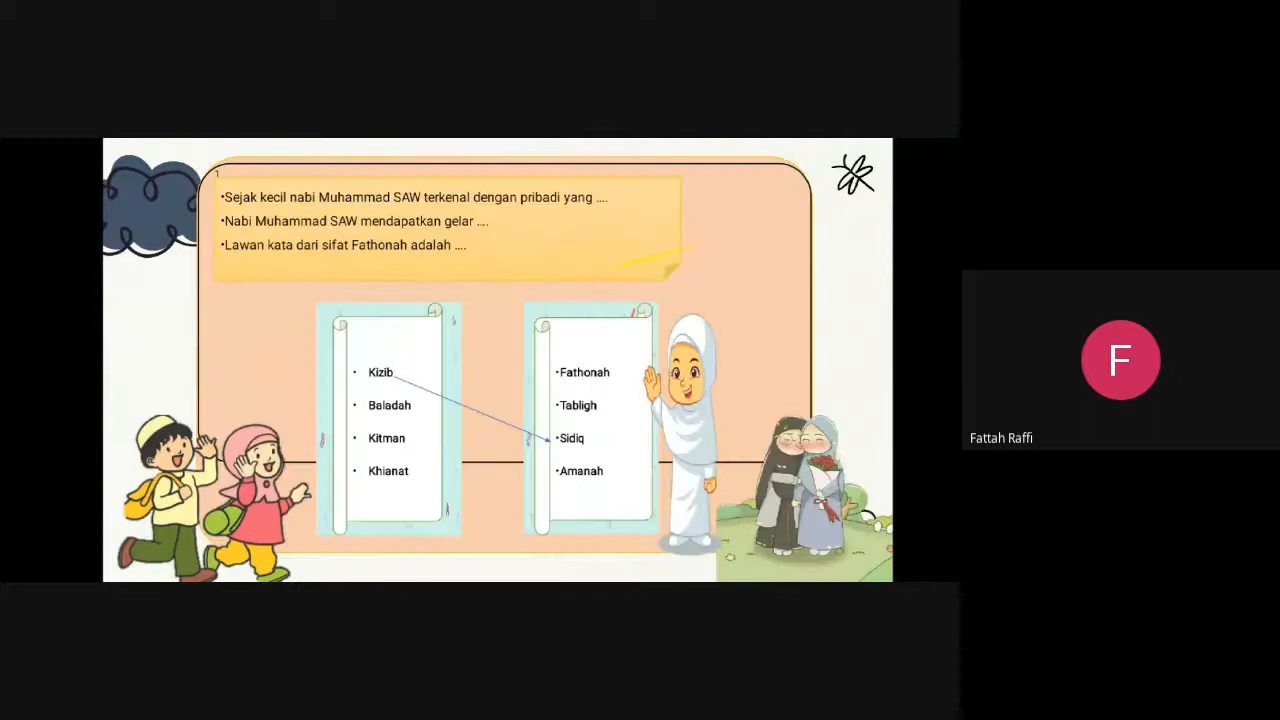 •Sejak kecil nabi Muhammad SAW terkenal dengan pribadi yang ....
•Nabi Muhammad SAW mendapatkan gelar ....
•Lawan kata dari sifat Fathonah adalah ....
• Kizib
• Baladah
• Kitman
• Khianat
•Fathonah
•Tabligh
•Sidiq
•Amanah
F
Fattah Raffi